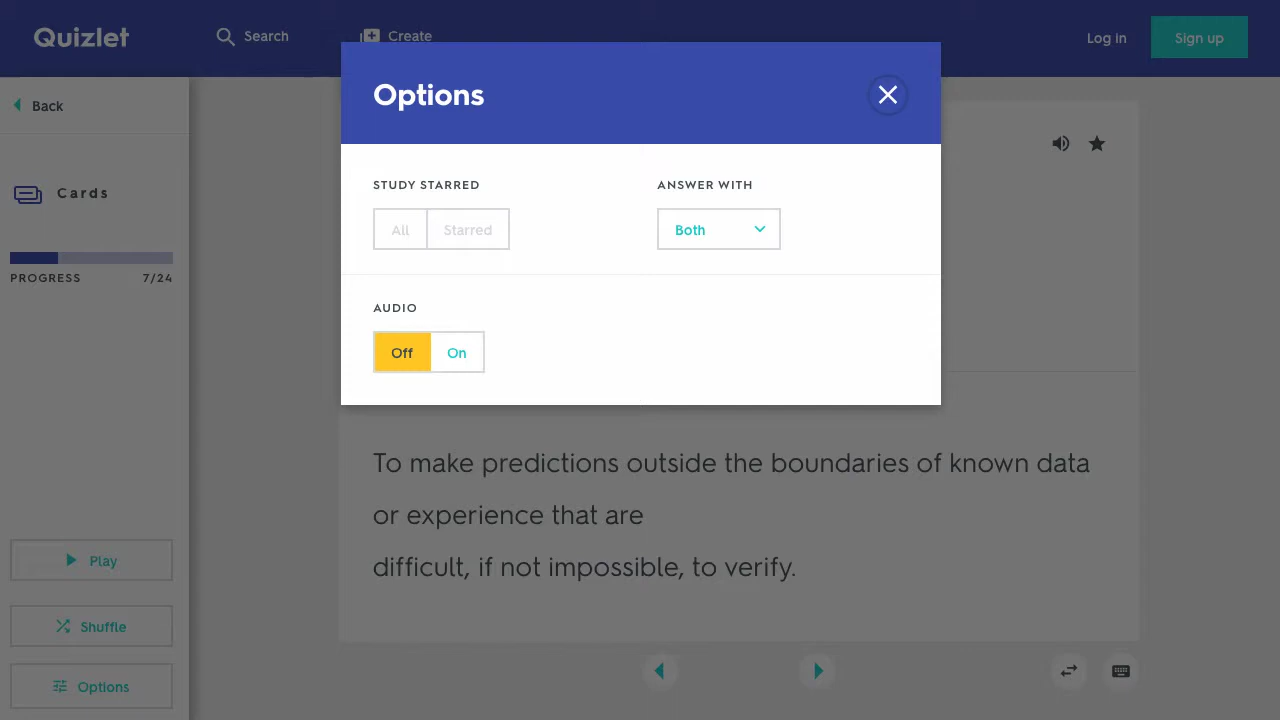 Quizlet
Search
Create
Log in
Sign up
Back
Cards
PROGRESS 7/24
Play
Shuffle
Options
Options
STUDY STARRED
All
Starred
ANSWER WITH
Both
AUDIO
Off
On
To make predictions outside the boundaries of known data
or experience that are
difficult, if not impossible, to verify.